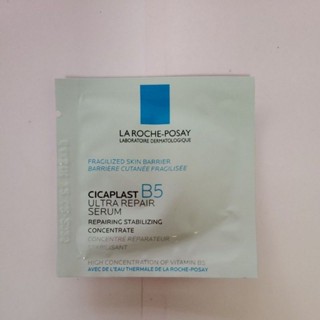 LA ROCHE-POSAY
LABORATOIRE DERMATOLOGIQUE
FRAGILIZED SKIN BARRIER
BARRIÈRE CUTANÉE FRAGILISÉE
CICAPLAST B5
ULTRA REPAIR
SERUM
REPAIRING STABILIZING
CONCENTRATE
CONCENTRÉ RÉPARATEUR
HIGH CONCENTRATION OF VITAMIN B5
AVEC DE L'EAU THERMALE DE LA ROCHE-POSAY